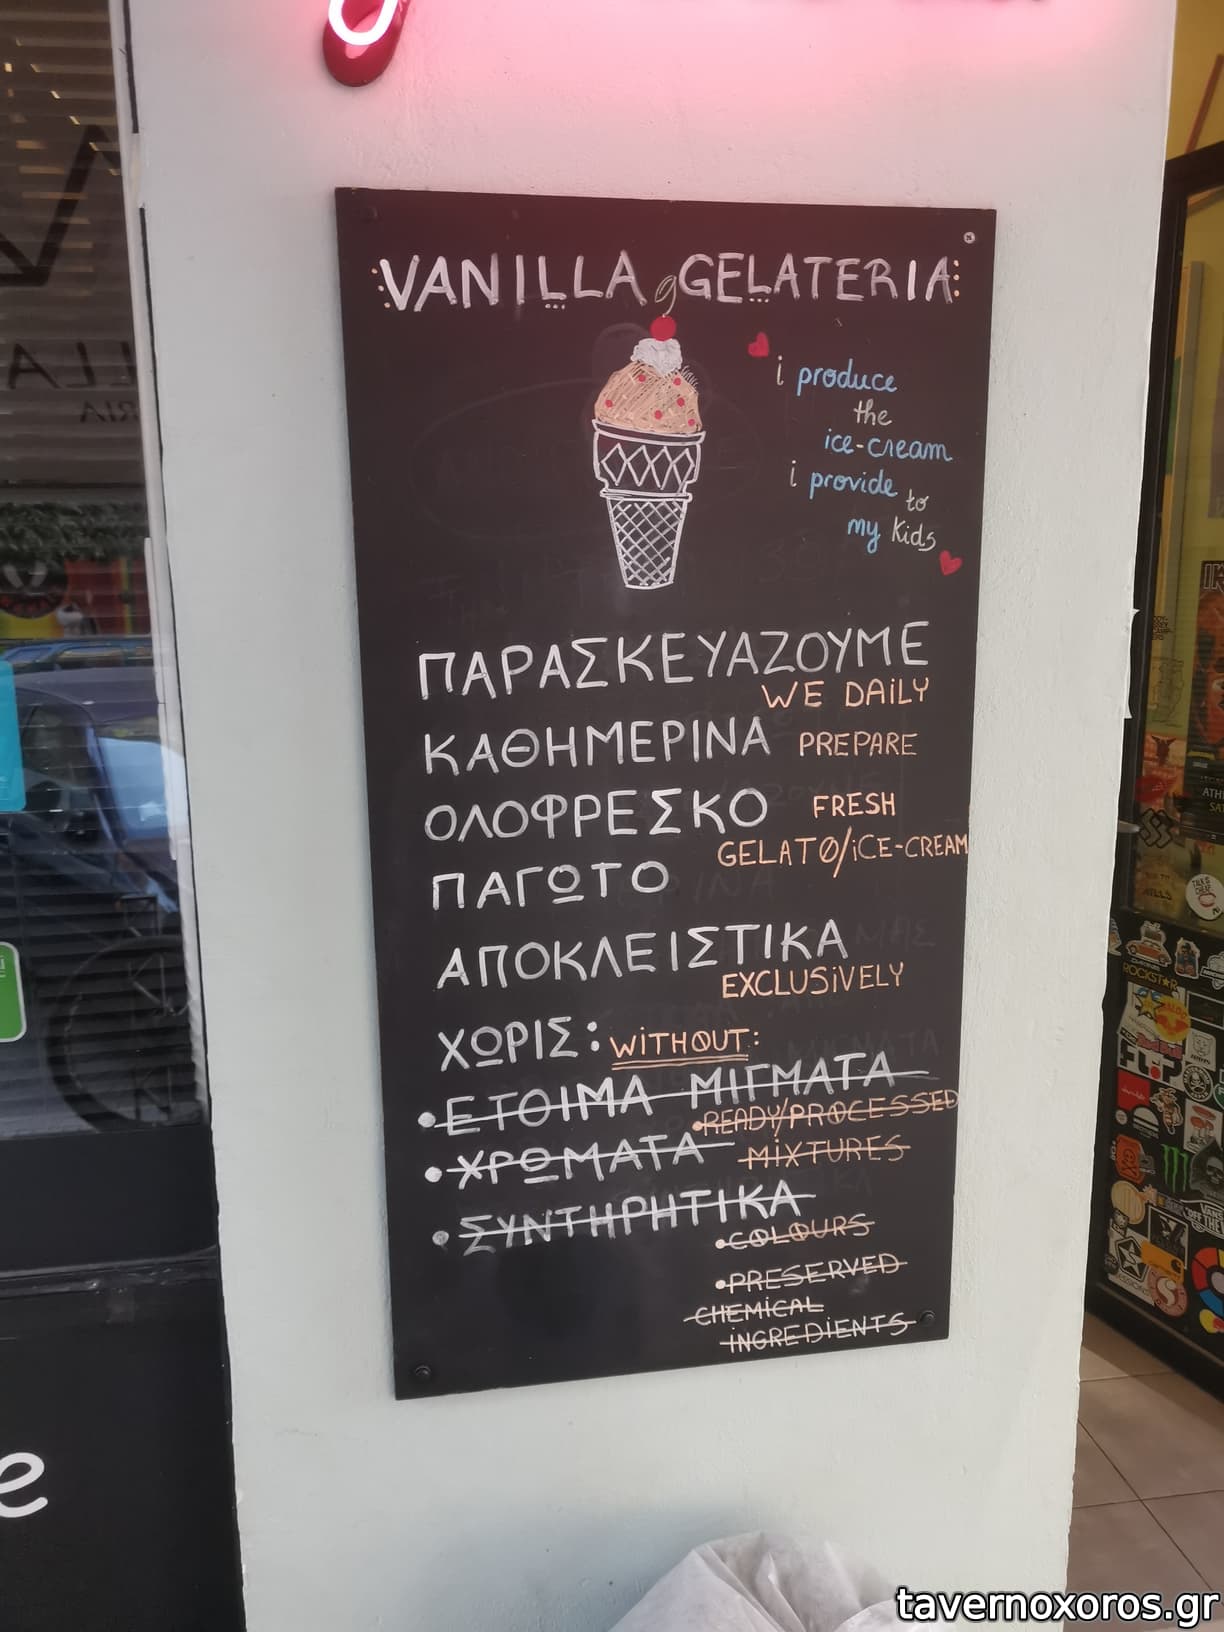 VANILLA GELATERIA
i produce
the
ice-cream
i provide to
my kids
ΠΑΡΑΣΚΕΥΑΖΟΥΜΕ
WE DAiLY
ΚΑΘΗΜΕΡΙΝΑ PREPARE
ΟΛΟΦΡΕΣΚΟ FRESH
GELATO/iCE-CREAM
ΠΑΓΩΤΟ
ΑΠΟΚΛΕΙΣΤΙΚΑ
EXCLUSiVELY
ΧΩΡΙΣ: WiTHOUT:
•ΕΤΟΙΜΑ ΜΙΓΜΑΤΑ
•READY/PROCESSED
MiXTURES
•ΧΡΩΜΑΤΑ
•ΣΥΝΤΗΡΗΤΙΚΑ
•COLOURS
•PRESERVED
CHEMiCAL
iNGREDiENTS
ROCKST★R
FLiP
e
tavernoxoros.gr